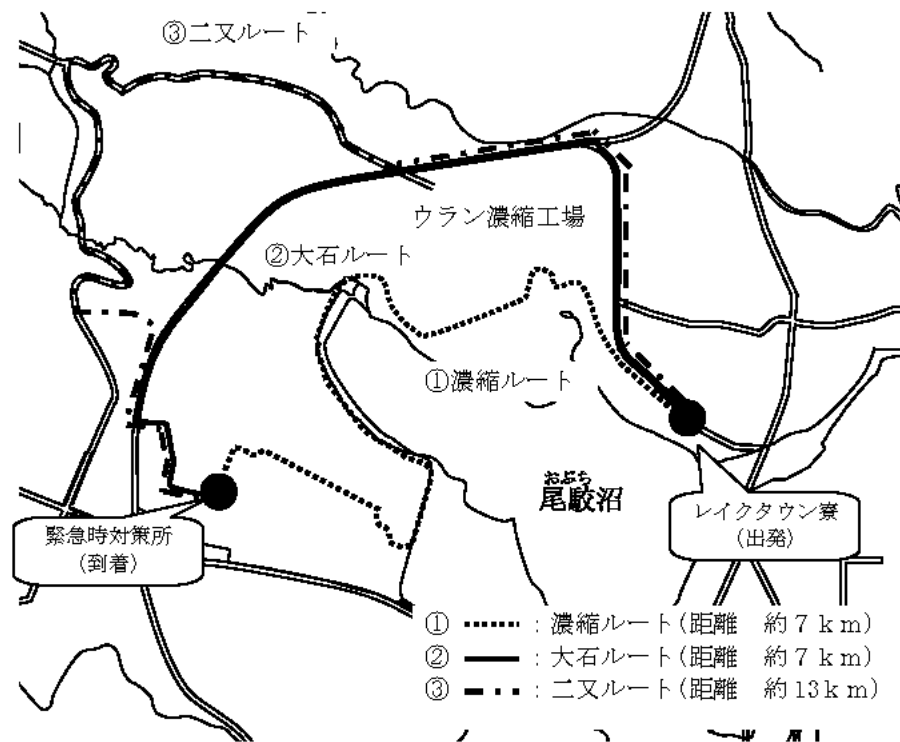 ③二又ルート
ウラン濃縮工場
②大石ルート
①濃縮ルート
おぶち
尾駮沼
レイクタウン寮
(出発)
緊急時対策所
(到着)
① : 濃縮ルート(距離 約7km)
② : 大石ルート(距離 約7km)
③ : 二又ルート(距離 約13km)